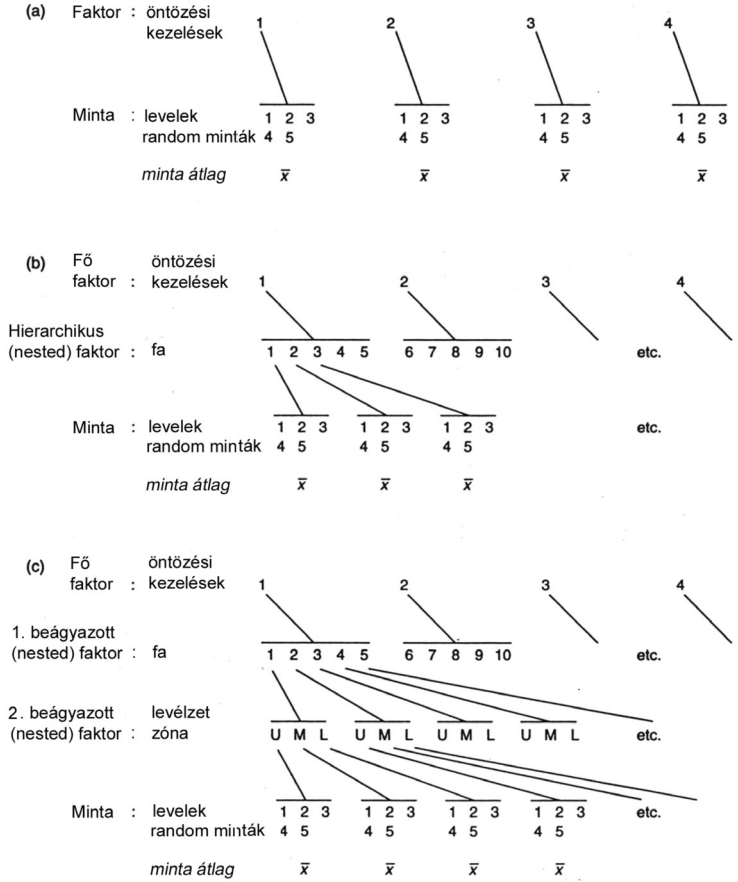 (a) Faktor : öntözési 1 2 3 4
kezelések
Minta : levelek 1 2 3 1 2 3 1 2 3 1 2 3
random minták 4 5 4 5 4 5 4 5
minta átlag x̅ x̅ x̅ x̅
(b) Fő öntözési
faktor : kezelések 1 2 3 4
Hierarchikus
(nested) faktor : fa 1 2 3 4 5 6 7 8 9 10 etc.
Minta : levelek 1 2 3 1 2 3 1 2 3 etc.
random minták 4 5 4 5 4 5
minta átlag x̅ x̅ x̅
(c) Fő öntözési
faktor : kezelések 1 2 3 4
1. beágyazott
(nested) faktor : fa 1 2 3 4 5 6 7 8 9 10 etc.
2. beágyazott levélzet
(nested) faktor : zóna U M L U M L U M L U M L etc.
Minta : levelek 1 2 3 1 2 3 1 2 3 1 2 3 etc.
random minták 4 5 4 5 4 5 4 5
minta átlag x̅ x̅ x̅ x̅